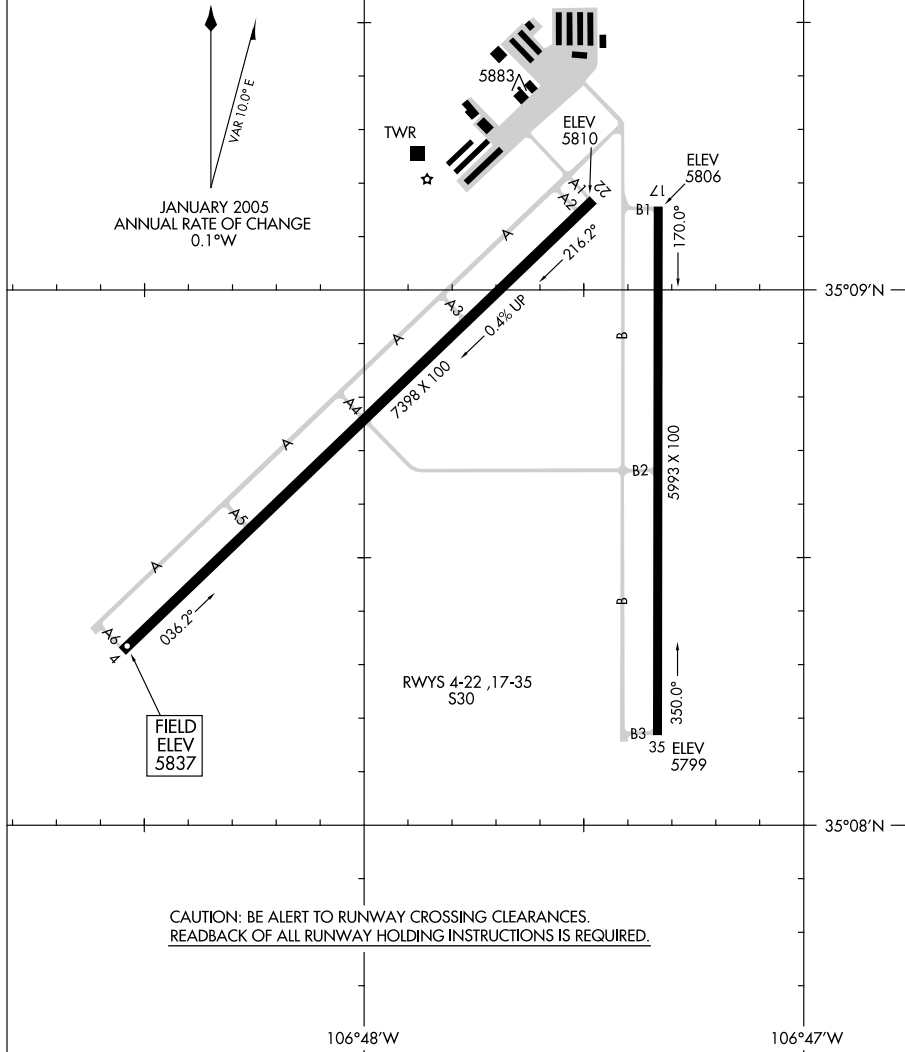 VAR 10.0° E
JANUARY 2005
ANNUAL RATE OF CHANGE
0.1°W
5883
TWR
ELEV
5810
ELEV
5806
A1
A2
22
17
B1
170.0°
A
216.2°
35°09'N
A3
0.4% UP
A
B
7398 X 100
A4
A
5993 X 100
B2
A5
A
B
036.2°
A6
4
RWYS 4-22 ,17-35
S30
350.0°
FIELD
ELEV
5837
B3
35
ELEV
5799
35°08'N
CAUTION: BE ALERT TO RUNWAY CROSSING CLEARANCES.
READBACK OF ALL RUNWAY HOLDING INSTRUCTIONS IS REQUIRED.
106°48'W
106°47'W